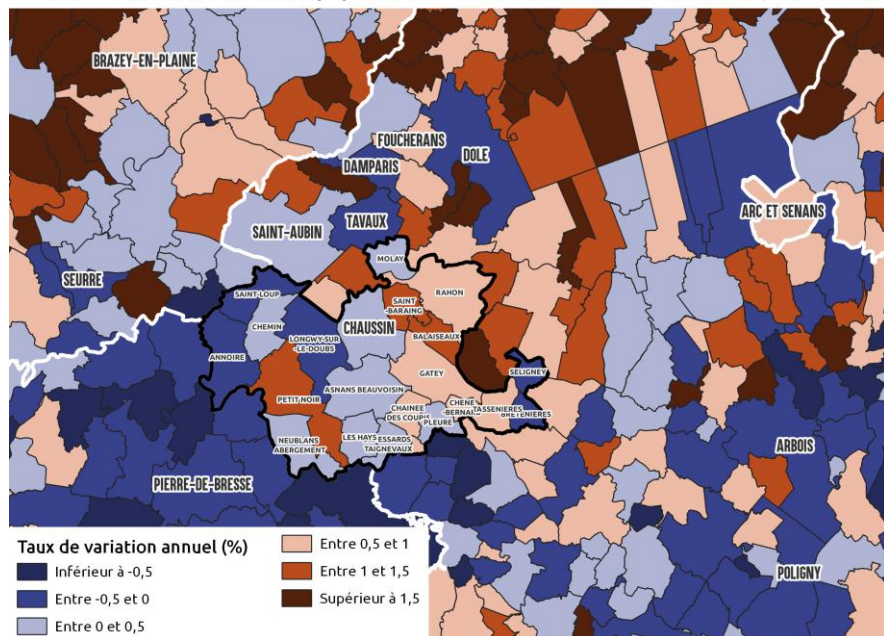 BRAZEY-EN-PLAINE
FOUCHERANS
DOLE
DAMPARIS
ARC ET SENANS
SAINT-AUBIN
TAVAUX
MOLAY
SEURRE
SAINT-LOUP
RAHON
SAINT
-BARAING
CHEMIN
CHAUSSIN
LONGWY-SUR
-LE-DOUBS
BALAISEAUX
ANNOIRE
GATEY
SELIGNEY
ASNANS BEAUVOISIN
PETIT NOIR
CHENE
-BERNARD
TASSENIERES
BRETENIERES
CHAINEE
DES COUPIS
PLEURE
NEUBLANS
ABERGEMENT
LES HAYS
ESSARDS
TAIGNEVAUX
ARBOIS
PIERRE-DE-BRESSE
POLIGNY
Taux de variation annuel (%)
Inférieur à -0,5
Entre -0,5 et 0
Entre 0 et 0,5
Entre 0,5 et 1
Entre 1 et 1,5
Supérieur à 1,5